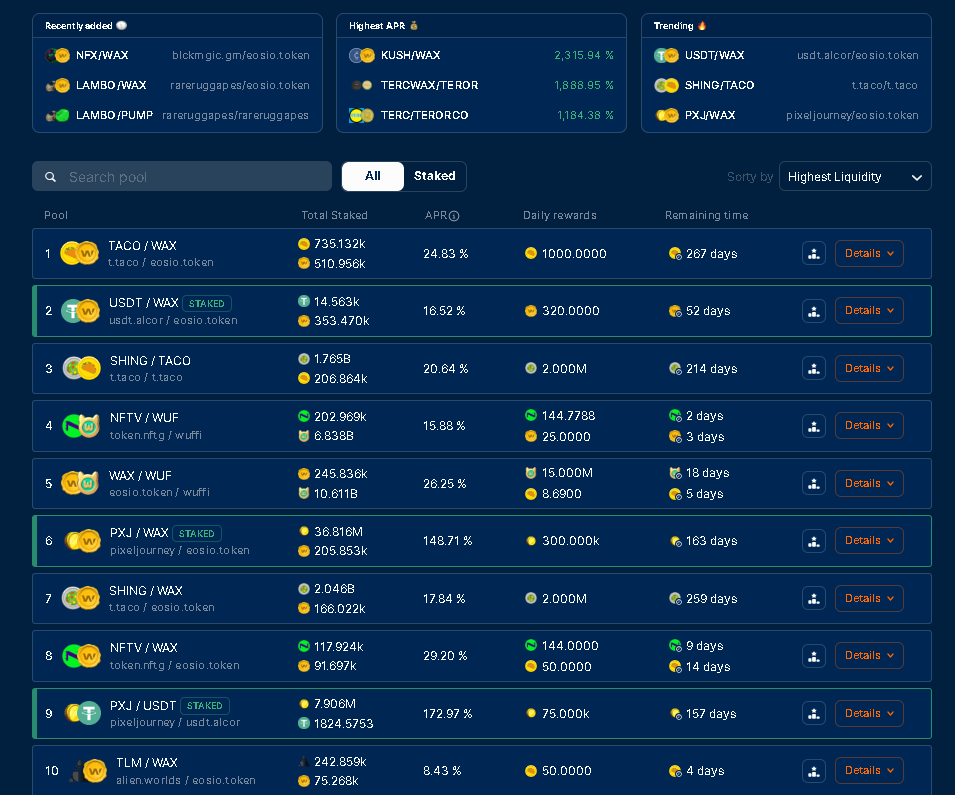 Recently added
NFX/WAX blckmgic.gm/eosio.token
LAMBO/WAX rareruggapes/eosio.token
LAMBO/PUMP rareruggapes/rareruggapes
Highest APR
KUSH/WAX 2,315.94 %
TERCWAX/TEROR 1,888.95 %
TERC/TERORCO 1,184.38 %
Trending
USDT/WAX usdt.alcor/eosio.token
SHING/TACO t.taco/t.taco
PXJ/WAX pixeljourney/eosio.token
Search pool All Staked Sorty by Highest Liquidity
Pool Total Staked APR Daily rewards Remaining time
1 TACO / WAX t.taco / eosio.token 735.132k 510.956k 24.83 % 1000.0000 267 days Details
2 USDT / WAX STAKED usdt.alcor / eosio.token 14.563k 353.470k 16.52 % 320.0000 52 days Details
3 SHING / TACO t.taco / t.taco 1.765B 206.864k 20.64 % 2.000M 214 days Details
4 NFTV / WUF token.nftg / wuffi 202.969k 6.838B 15.88 % 144.7788 25.0000 2 days 3 days Details
5 WAX / WUF eosio.token / wuffi 245.836k 10.611B 26.25 % 15.000M 8.6900 18 days 5 days Details
6 PXJ / WAX STAKED pixeljourney / eosio.token 36.816M 205.853k 148.71 % 300.000k 163 days Details
7 SHING / WAX t.taco / eosio.token 2.046B 166.022k 17.84 % 2.000M 259 days Details
8 NFTV / WAX token.nftg / eosio.token 117.924k 91.697k 29.20 % 144.0000 50.0000 9 days 14 days Details
9 PXJ / USDT STAKED pixeljourney / usdt.alcor 7.906M 1824.5753 172.97 % 75.000k 157 days Details
10 TLM / WAX alien.worlds / eosio.token 242.859k 75.268k 8.43 % 50.0000 4 days Details